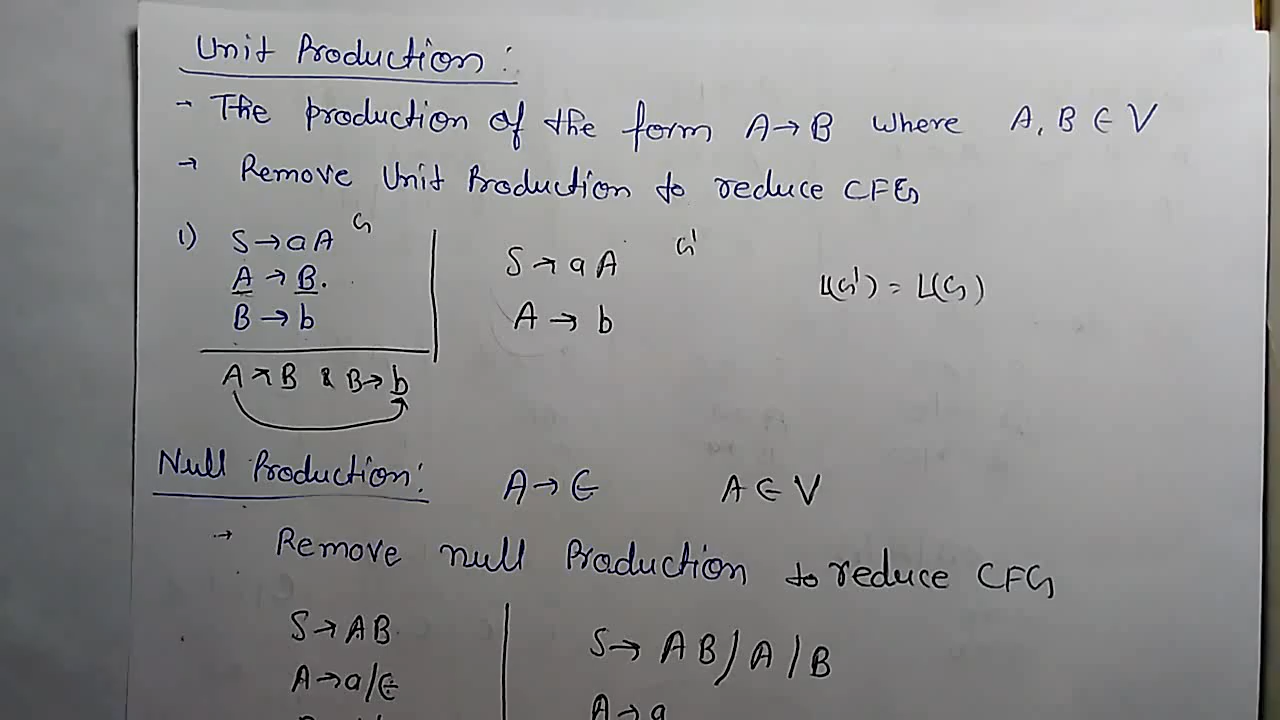 Unit Production:
→ The production of the form A → B where A, B ∈ V
→ Remove Unit Production to reduce CFG
1) S → aA G
A → B.
B → b
A → B & B → b
S → aA G'
A → b
L(G') = L(G)
Null Production: A → ∈ A ∈ V
→ Remove null Production to reduce CFG
S → AB
A → a/∈
S → AB/A/B
A → a